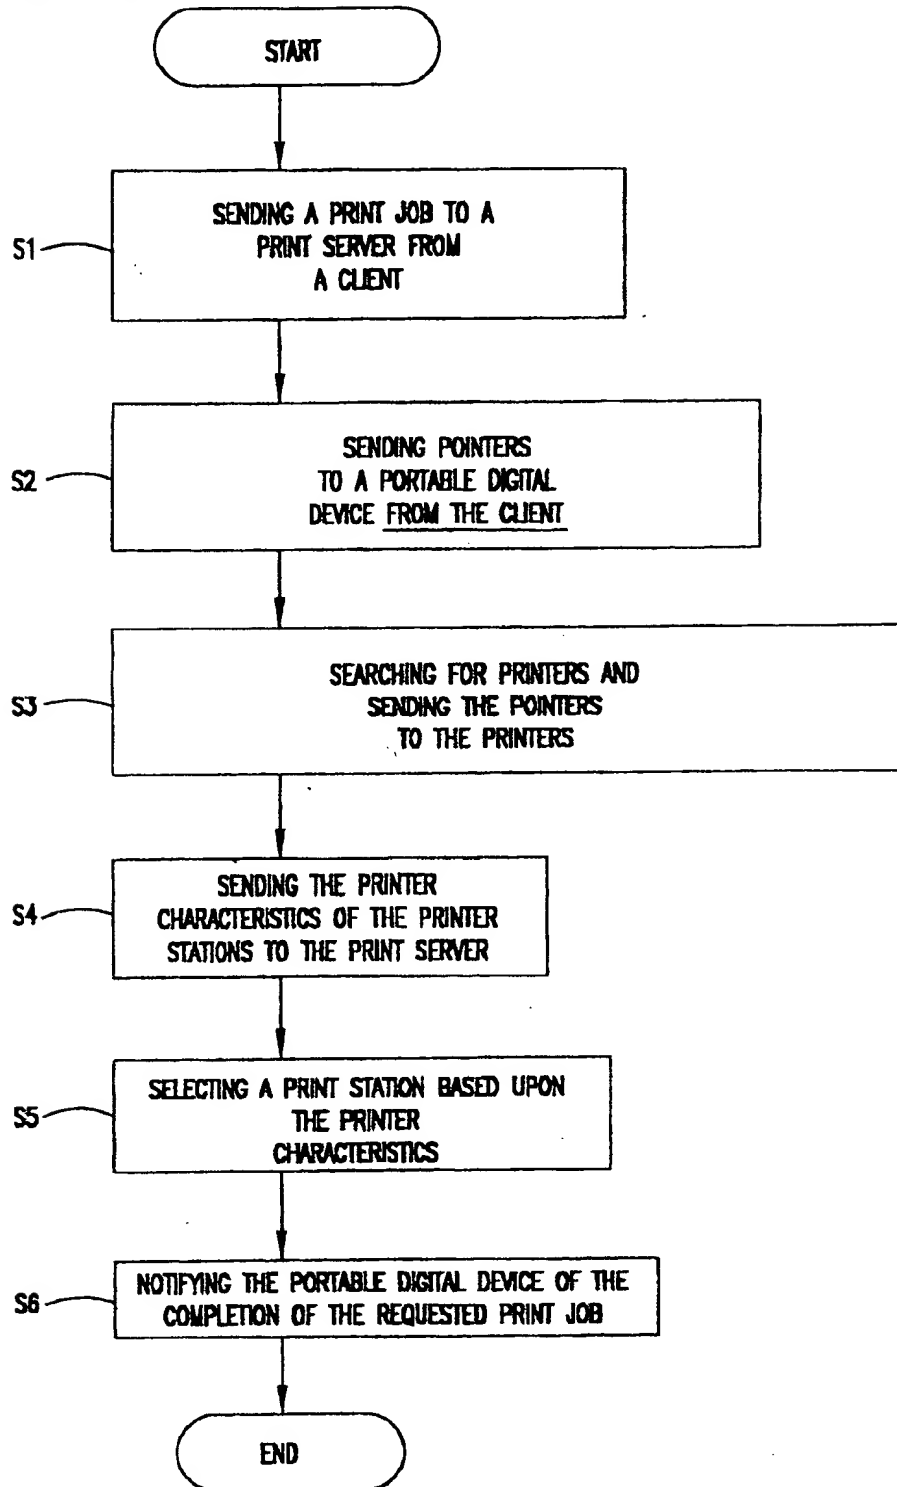 START
S1
SENDING A PRINT JOB TO A
PRINT SERVER FROM
A CLIENT
S2
SENDING POINTERS
TO A PORTABLE DIGITAL
DEVICE FROM THE CLIENT
S3
SEARCHING FOR PRINTERS AND
SENDING THE POINTERS
TO THE PRINTERS
S4
SENDING THE PRINTER
CHARACTERISTICS OF THE PRINTER
STATIONS TO THE PRINT SERVER
S5
SELECTING A PRINT STATION BASED UPON
THE PRINTER
CHARACTERISTICS
S6
NOTIFYING THE PORTABLE DIGITAL DEVICE OF THE
COMPLETION OF THE REQUESTED PRINT JOB
END